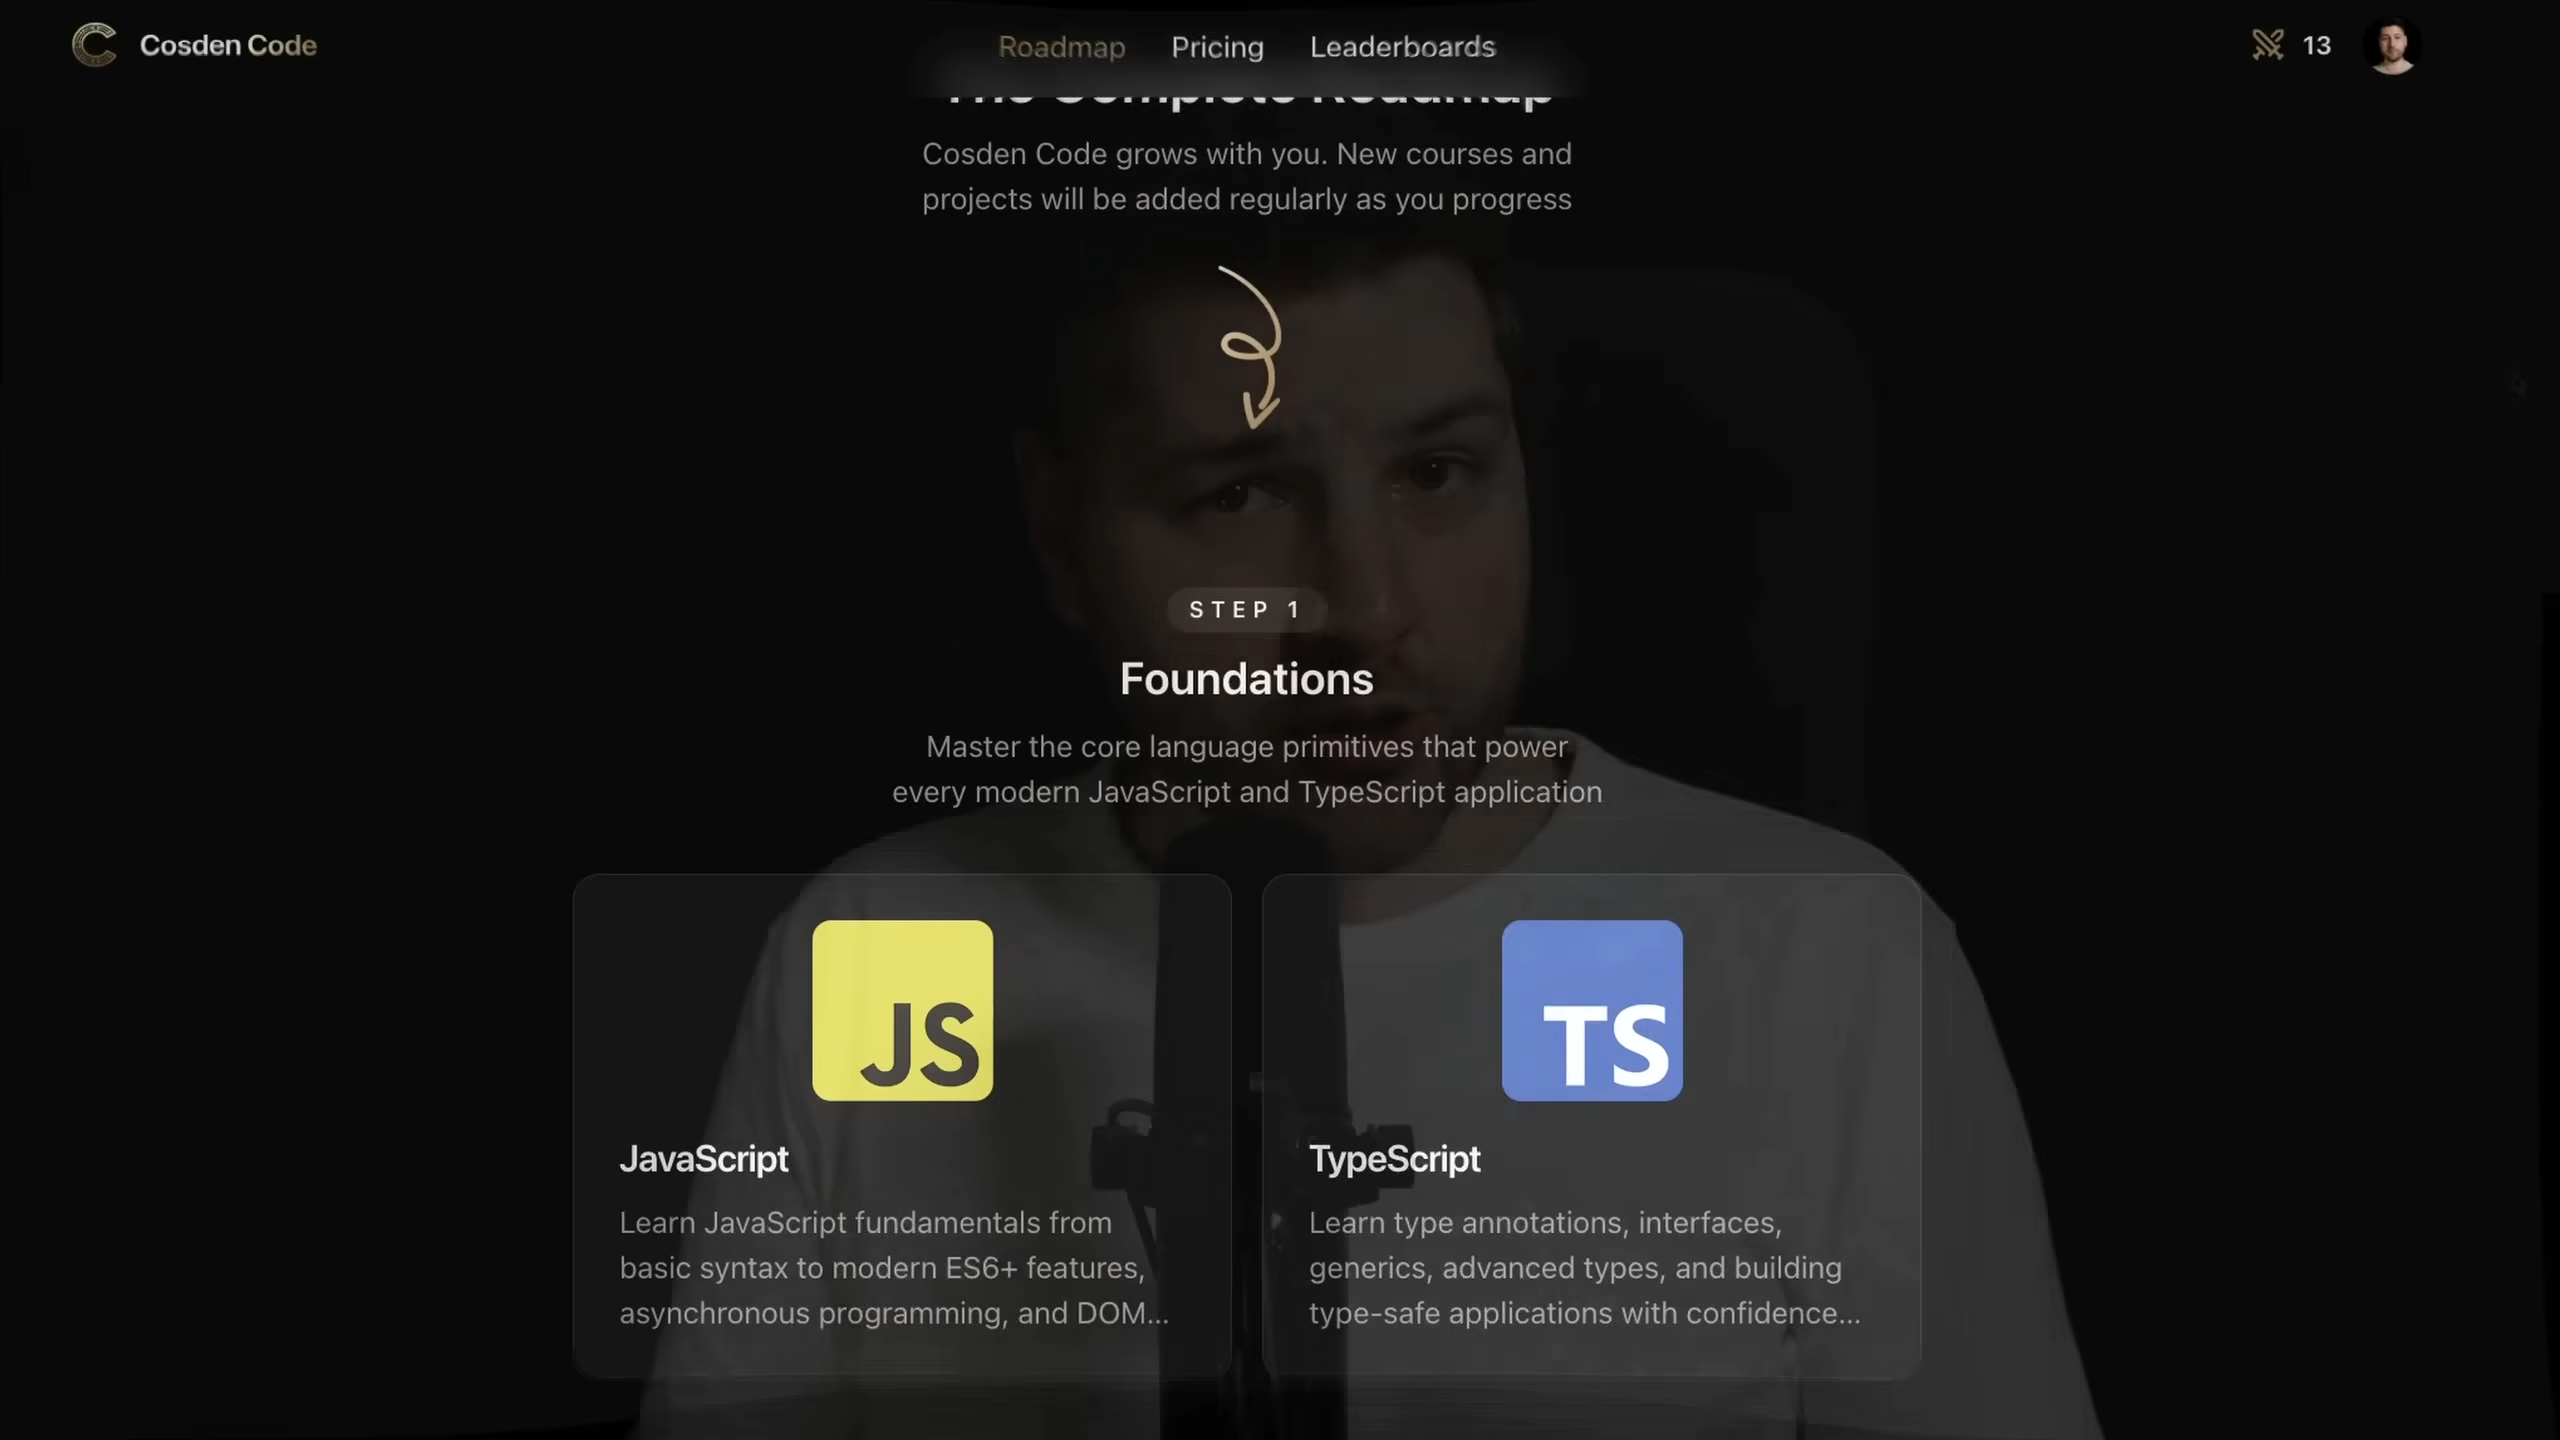 Cosden Code
Roadmap
Pricing
Leaderboards
13
The Complete Roadmap
Cosden Code grows with you. New courses and
projects will be added regularly as you progress
STEP 1
Foundations
Master the core language primitives that power
every modern JavaScript and TypeScript application
JS
JavaScript
Learn JavaScript fundamentals from
basic syntax to modern ES6+ features,
asynchronous programming, and DOM...
TS
TypeScript
Learn type annotations, interfaces,
generics, advanced types, and building
type-safe applications with confidence...